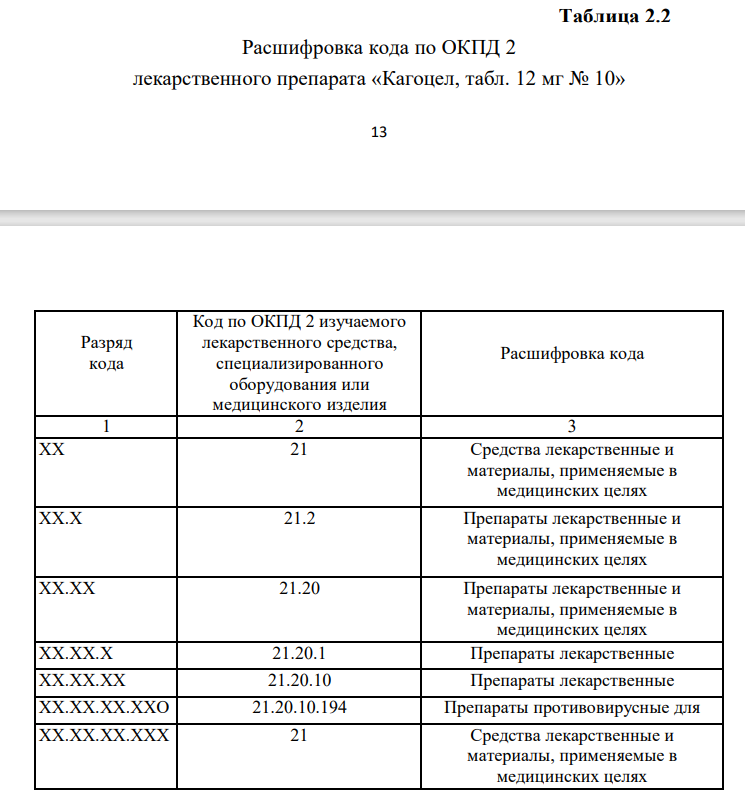 Таблица 2.2
Расшифровка кода по ОКПД 2
лекарственного препарата «Кагоцел, табл. 12 мг № 10»
13
Разряд
кода
Код по ОКПД 2 изучаемого
лекарственного средства,
специализированного
оборудования или
медицинского изделия
Расшифровка кода
1
2
3
XX
21
Средства лекарственные и
материалы, применяемые в
медицинских целях
XX.X
21.2
Препараты лекарственные и
материалы, применяемые в
медицинских целях
XX.XX
21.20
Препараты лекарственные и
материалы, применяемые в
медицинских целях
XX.XX.X
21.20.1
Препараты лекарственные
XX.XX.XX
21.20.10
Препараты лекарственные
XX.XX.XX.XXO
21.20.10.194
Препараты противовирусные для
XX.XX.XX.XXX
21
Средства лекарственные и
материалы, применяемые в
медицинских целях